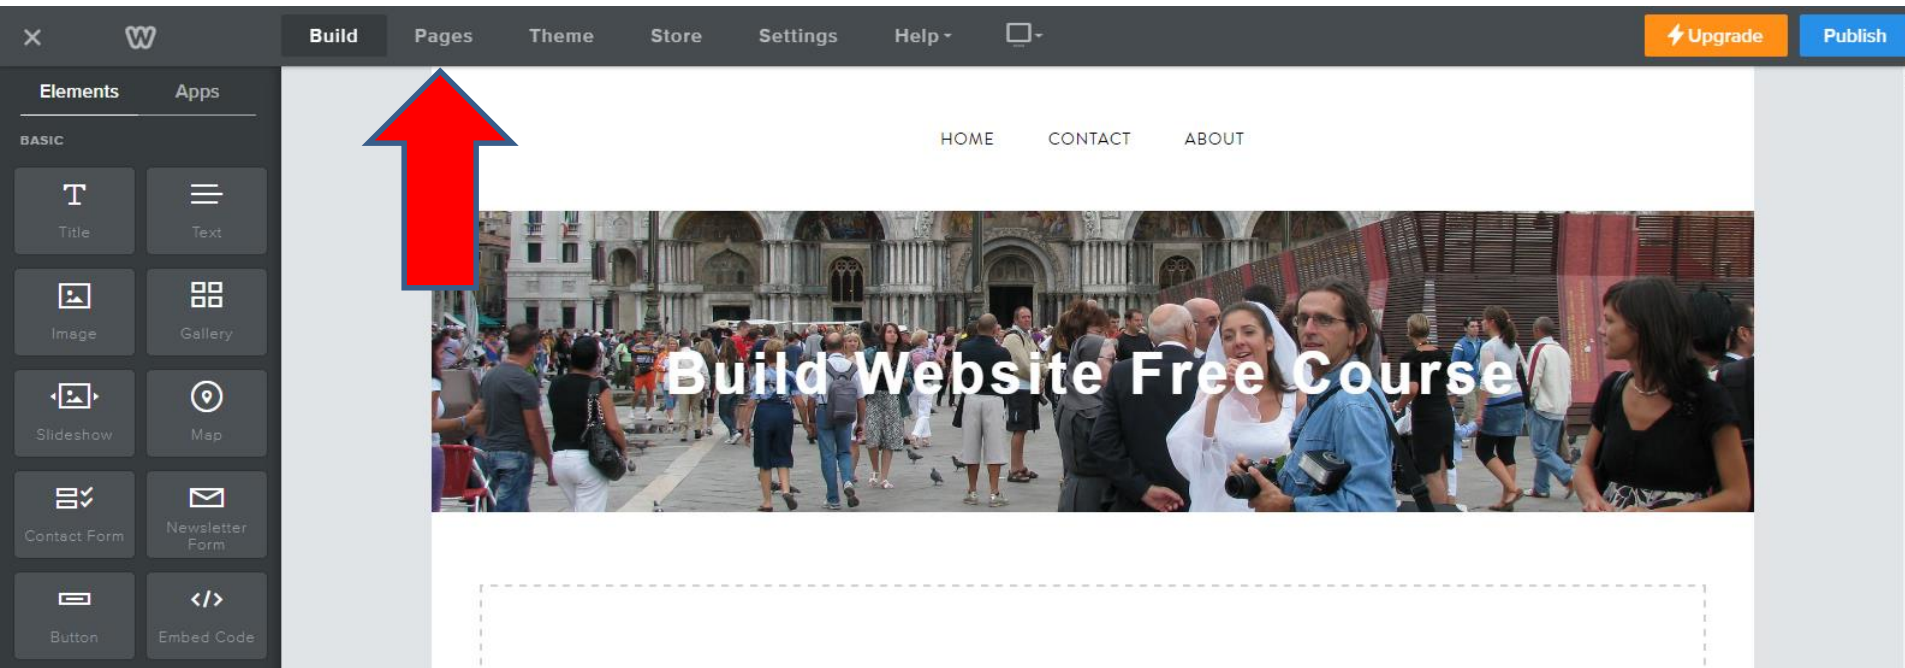 Build Pages Theme Store Settings Help Upgrade Publish
Elements Apps
BASIC
Title Text
Image Gallery
Slideshow Map
Contact Form Newsletter
Form
Button Embed Code
HOME CONTACT ABOUT
Build Website Free Course